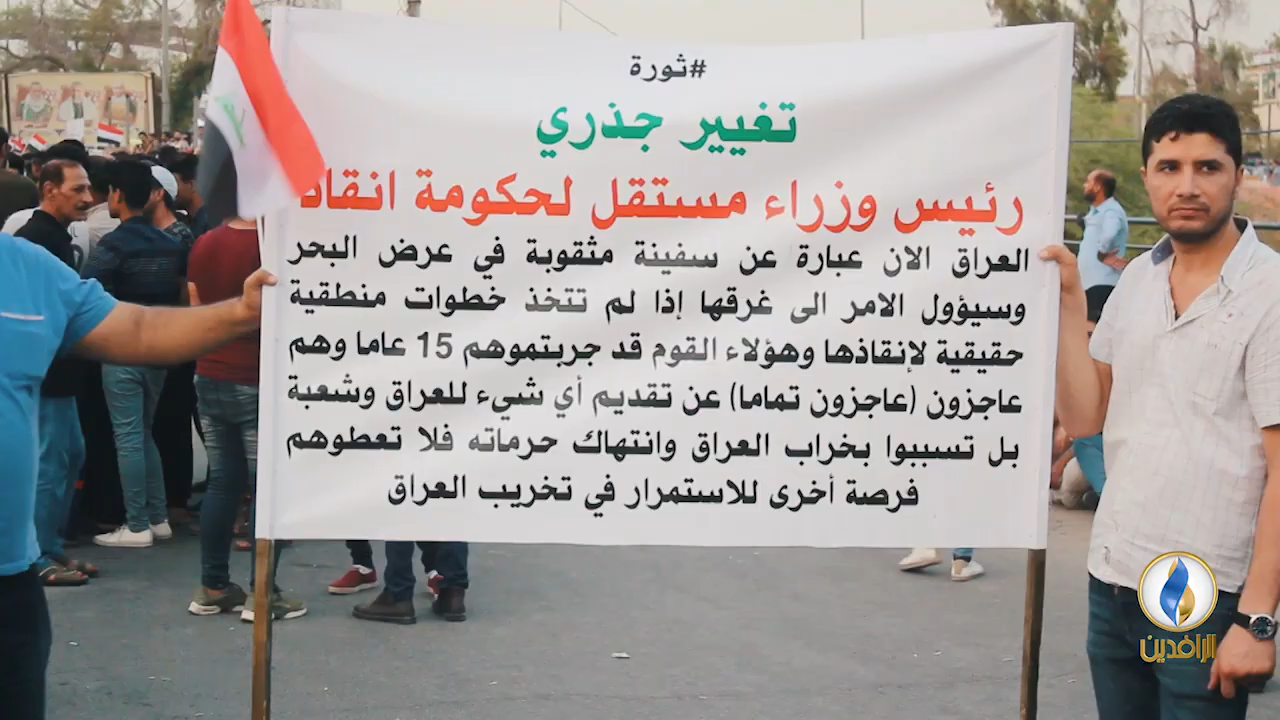 #ثورة
تغيير جذري
رئيس وزراء مستقل لحكومة انقاذ
العراق الان عبارة عن سفينة مثقوبة في عرض البحر
وسيؤول الامر الى غرقها إذا لم تتخذ خطوات منطقية
حقيقية لإنقاذها وهؤلاء القوم قد جربتموهم 15 عاما وهم
عاجزون (عاجزون تماما) عن تقديم أي شيء للعراق وشعبة
بل تسببوا بخراب العراق وانتهاك حرماته فلا تعطوهم
فرصة أخرى للاستمرار في تخريب العراق
الرافدين